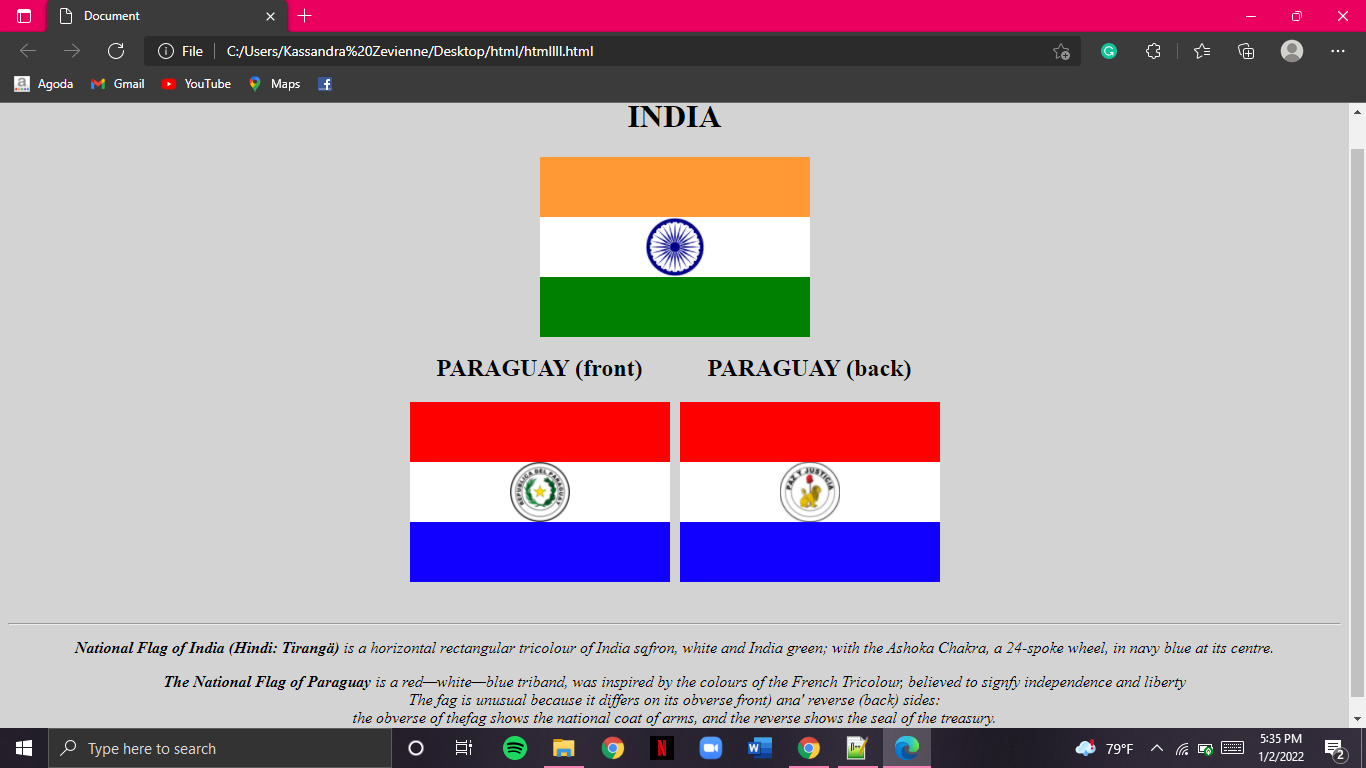 Document
File
C:/Users/Kassandra%20Zevienne/Desktop/html/htmllll.html
Agoda
Gmail
YouTube
Maps
INDIA
PARAGUAY (front)
PARAGUAY (back)
REPUBLICA DEL PARAGUAY
PAZ Y JUSTICIA
National Flag of India (Hindi: Tirangä) is a horizontal rectangular tricolour of India sqfron, white and India green; with the Ashoka Chakra, a 24-spoke wheel, in navy blue at its centre.
The National Flag of Paraguay is a red—white—blue triband, was inspired by the colours of the French Tricolour, believed to signfy independence and liberty
The fag is unusual because it differs on its obverse front) ana' reverse (back) sides:
the obverse of thefag shows the national coat of arms, and the reverse shows the seal of the treasury.
Type here to search
79°F
5:35 PM
1/2/2022
2